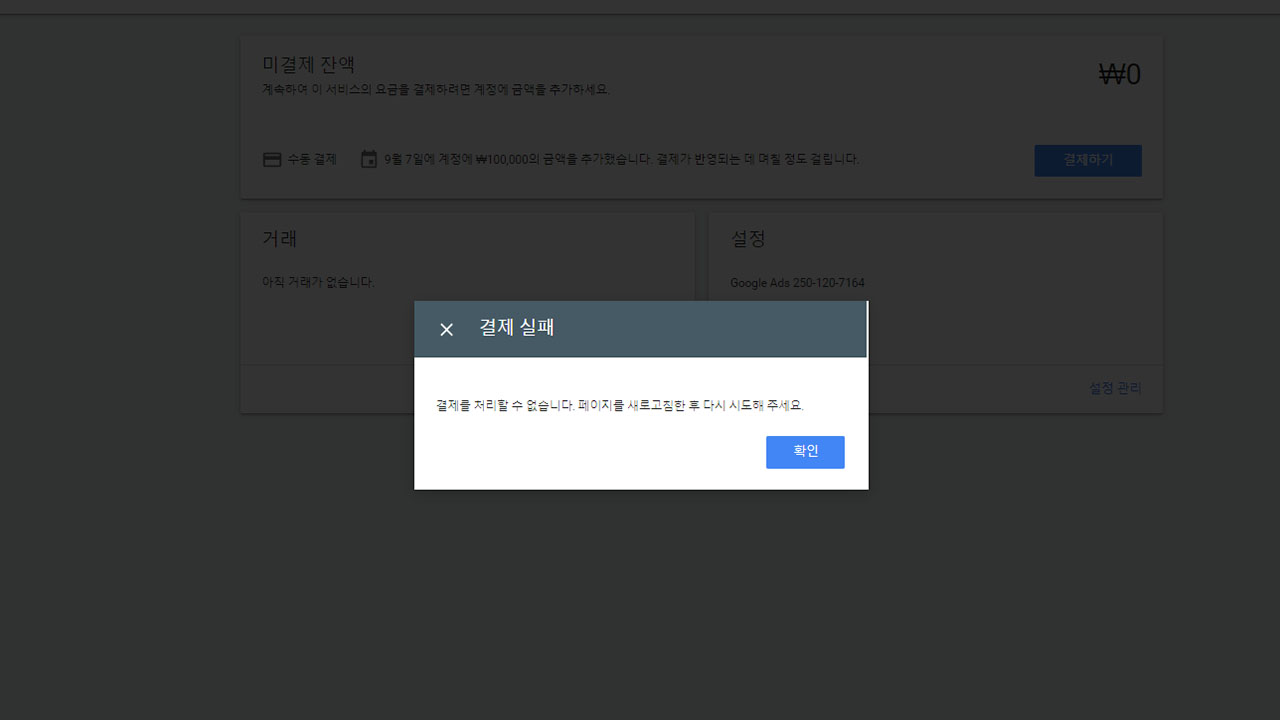 미결제 잔액
₩0
계속하여 이 서비스의 요금을 결제하려면 계정에 금액을 추가하세요.
수동 결제
9월 7일에 계정에 ₩100,000의 금액을 추가했습니다. 결제가 반영되는 데 며칠 정도 걸립니다.
결제하기
거래
아직 거래가 없습니다.
설정
Google Ads 250-120-7164
설정 관리
결제 실패
결제를 처리할 수 없습니다. 페이지를 새로고침한 후 다시 시도해 주세요.
확인